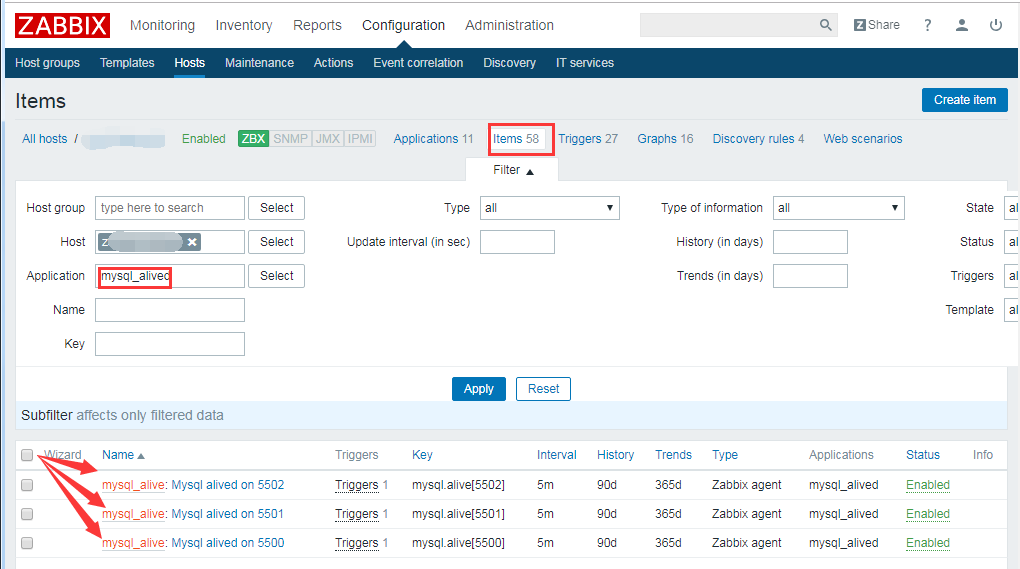 ZABBIX Monitoring Inventory Reports Configuration Administration Z Share ?
Host groups Templates Hosts Maintenance Actions Event correlation Discovery IT services
Items Create item
All hosts / Enabled ZBX SNMP JMX IPMI Applications 11 Items 58 Triggers 27 Graphs 16 Discovery rules 4 Web scenarios
Filter ▲
Host group type here to search Select Type all Type of information all State al
Host z Select Update interval (in sec) History (in days) Status al
Application mysql_alived Select Trends (in days) Triggers al
Name Template al
Key
Apply Reset
Subfilter affects only filtered data
Wizard Name ▲ Triggers Key Interval History Trends Type Applications Status Info
mysql_alive: Mysql alived on 5502 Triggers 1 mysql.alive[5502] 5m 90d 365d Zabbix agent mysql_alived Enabled
mysql_alive: Mysql alived on 5501 Triggers 1 mysql.alive[5501] 5m 90d 365d Zabbix agent mysql_alived Enabled
mysql_alive: Mysql alived on 5500 Triggers 1 mysql.alive[5500] 5m 90d 365d Zabbix agent mysql_alived Enabled